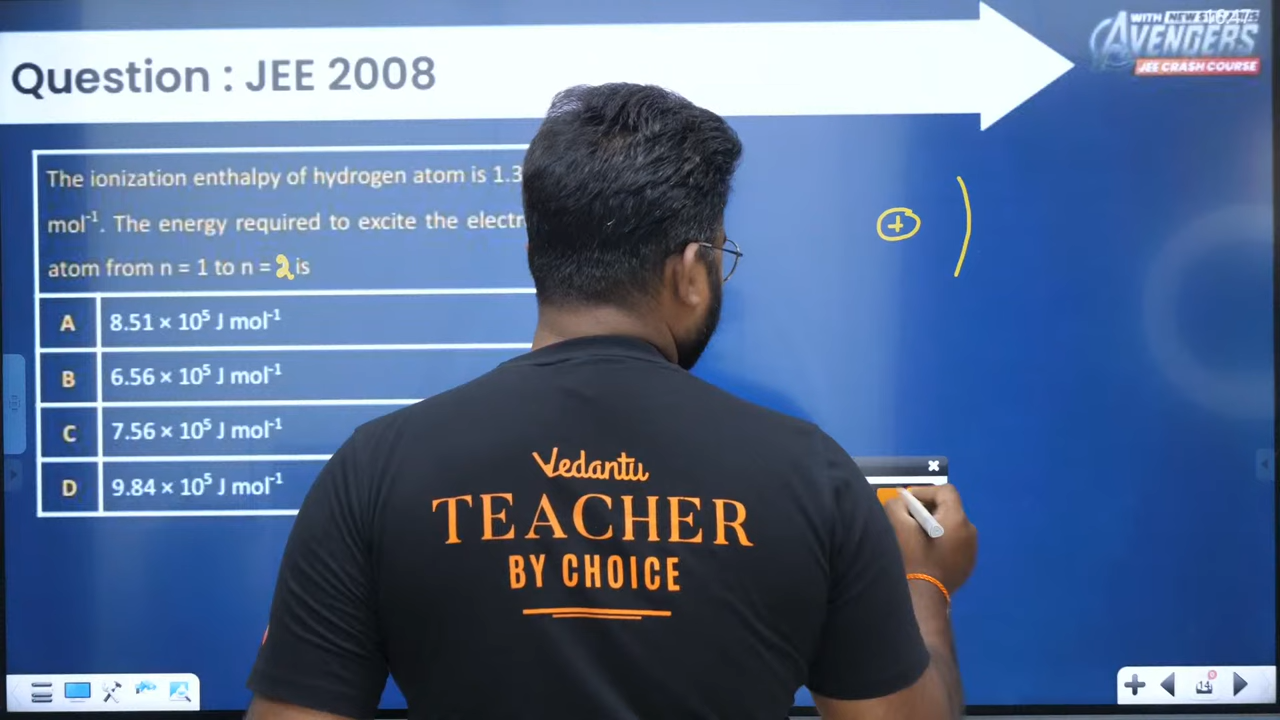 WITH NEW
AVENGERS
JEE CRASH COURSE
Question : JEE 2008
The ionization enthalpy of hydrogen atom is 1.3
mol⁻¹. The energy required to excite the electr
atom from n = 1 to n = 2 is
A 8.51 × 10⁵ J mol⁻¹
B 6.56 × 10⁵ J mol⁻¹
C 7.56 × 10⁵ J mol⁻¹
D 9.84 × 10⁵ J mol⁻¹
+
Vedantu
TEACHER
BY CHOICE
14